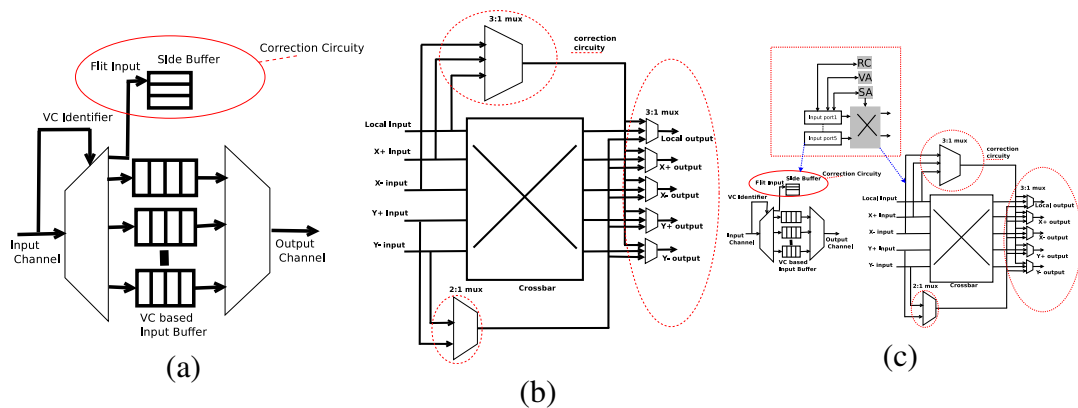 Correction Circuity
Side Buffer
Flit Input
VC Identifier
Input
Channel
Output
Channel
VC based
Input Buffer
(a)
3:1 mux
correction
circuity
3:1 mux
Local Input
X+ Input
X- input
Y+ Input
Y- input
Local output
X+ output
X- output
Y+ output
Y- output
Crossbar
2:1 mux
(b)
RC
VA
SA
Input port1
Input port5
3:1 mux
correction
circuity
3:1 mux
Flit Input
Side Buffer
Correction Circuity
VC Identifier
Input
Channel
Output
Channel
VC based
Input Buffer
Local Input
X+ Input
X- input
Y+ Input
Y- input
Local output
X+ output
X- output
Y+ output
Y- output
Crossbar
2:1 mux
(c)